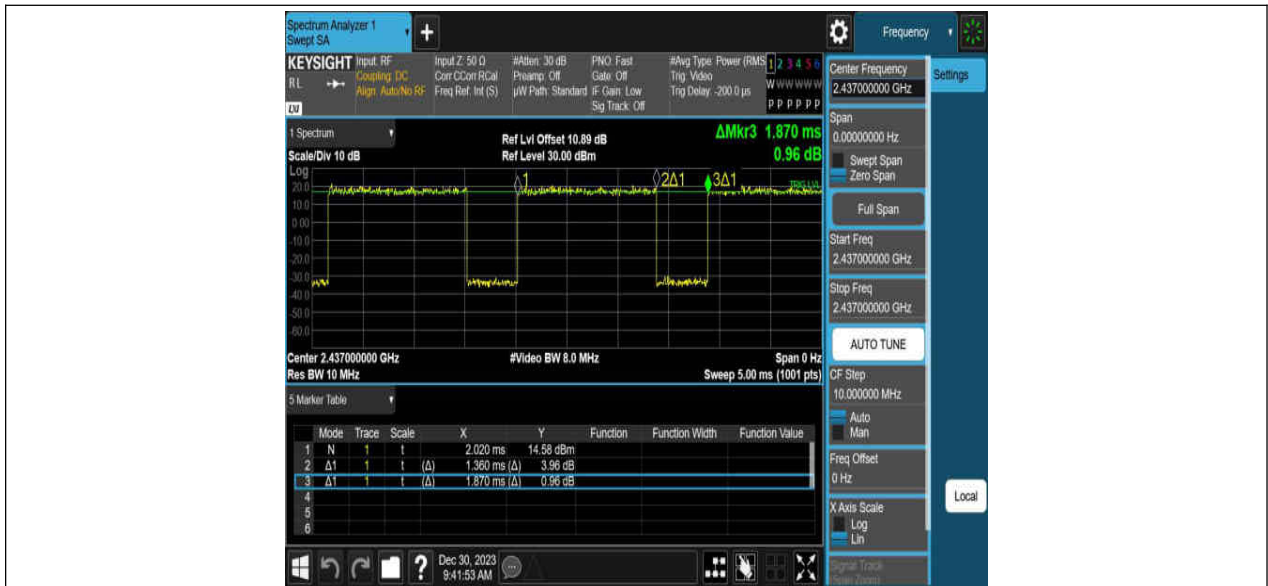 Spectrum Analyzer 1
Swept SA
+
Frequency
KEYSIGHT
RL
LXI
Input: RF
Coupling: DC
Align: Auto/No RF
Input Z: 50 Ω
Corr CCorr RCal
Freq Ref: Int (S)
#Atten: 30 dB
Preamp: Off
µW Path: Standard
PNO: Fast
Gate: Off
IF Gain: Low
Sig Track: Off
#Avg Type: Power (RMS
Trig: Video
Trig Delay: -200.0 µs
1 2 3 4 5 6
W W W W W W
P P P P P P
Center Frequency
2.437000000 GHz
Settings
Span
0.00000000 Hz
Swept Span
Zero Span
Full Span
Start Freq
2.437000000 GHz
Stop Freq
2.437000000 GHz
AUTO TUNE
CF Step
10.000000 MHz
Auto
Man
Freq Offset
0 Hz
X Axis Scale
Log
Lin
Signal Track
(Span Zoom)
Local
1 Spectrum
Scale/Div 10 dB
Ref Lvl Offset 10.89 dB
Ref Level 30.00 dBm
ΔMkr3 1.870 ms
0.96 dB
Log
1
2Δ1
3Δ1
TRIG LVL
20.0
10.0
0.00
-10.0
-20.0
-30.0
-40.0
-50.0
-60.0
Center 2.437000000 GHz
#Video BW 8.0 MHz
Span 0 Hz
Res BW 10 MHz
Sweep 5.00 ms (1001 pts)
5 Marker Table
Mode Trace Scale X Y Function Function Width Function Value
1 N 1 t 2.020 ms 14.58 dBm
2 Δ1 1 t (Δ) 1.360 ms (Δ) 3.96 dB
3 Δ1 1 t (Δ) 1.870 ms (Δ) 0.96 dB
4
5
6
?
Dec 30, 2023
9:41:53 AM